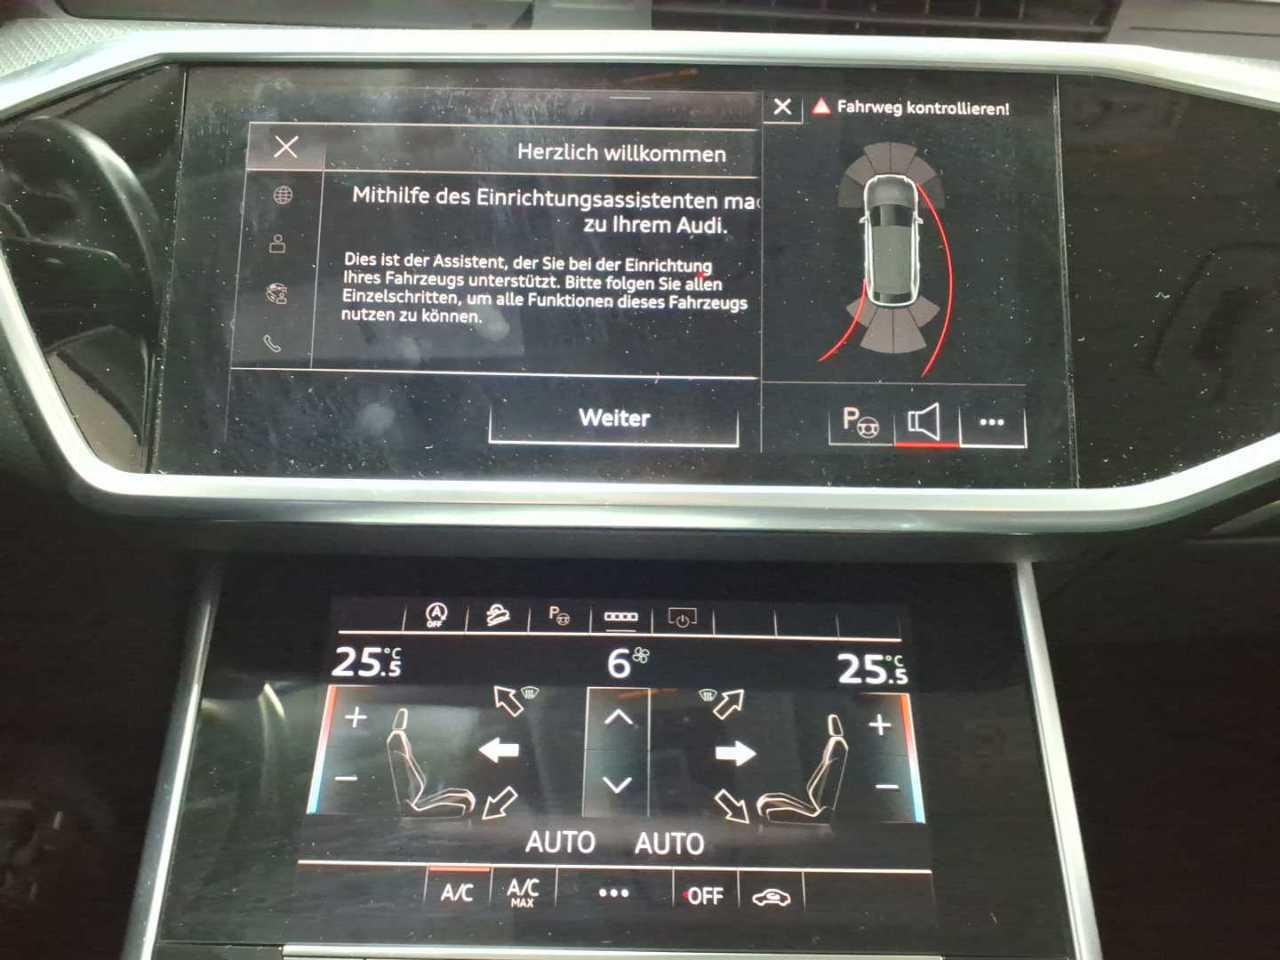 Fahrweg kontrollieren!
Herzlich willkommen
Mithilfe des Einrichtungsassistenten
zu Ihrem Audi.
Dies ist der Assistent, der Sie bei der Einrichtung
Ihres Fahrzeugs unterstützt. Bitte folgen Sie allen
Einzelschritten, um alle Funktionen dieses Fahrzeugs
nutzen zu können.
Weiter
P
A
OFF
P
25.5 °C
6
25.5 °C
AUTO AUTO
A/C
A/C
MAX
OFF